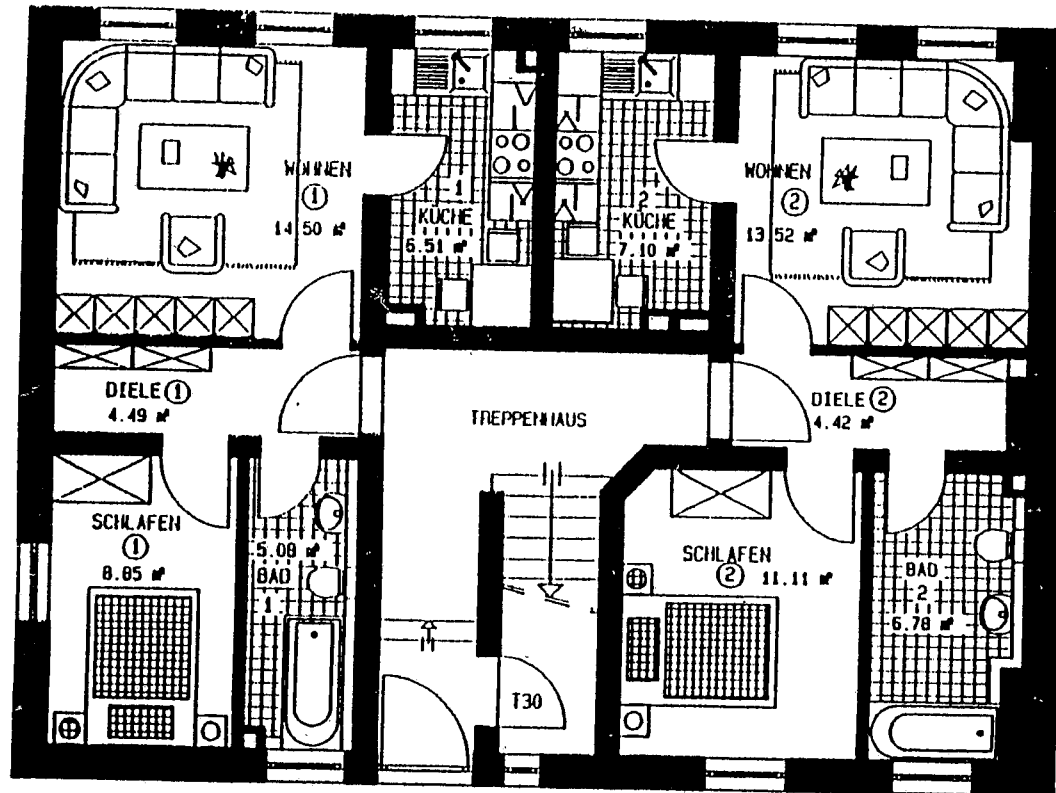 WOHNEN
1
14.50 m²
1
KÜCHE
6.51 m²
2
KÜCHE
7.10 m²
WOHNEN
2
13.52 m²
DIELE 1
4.49 m²
TREPPENHAUS
DIELE 2
4.42 m²
SCHLAFEN
1
8.85 m²
5.08 m²
BAD
1
SCHLAFEN
2 11.11 m²
BAD
2
6.78 m²
T30